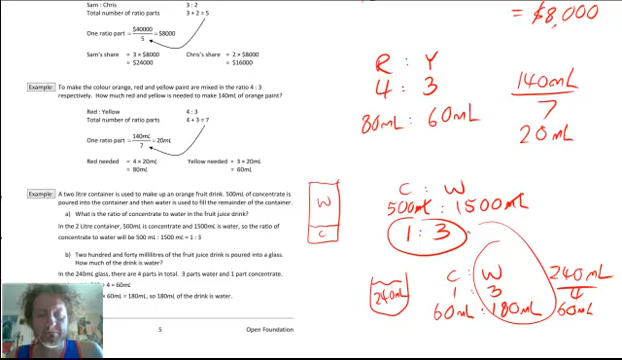 Sam : Chris 3 : 2
Total number of ratio parts 3 + 2 = 5
One ratio part = $40000 / 5 = $8000
Sam's share = 3 × $8000 Chris's share = 2 × $8000
= $24000 = $16000
Example To make the colour orange, red and yellow paint are mixed in the ratio 4 : 3
respectively. How much red and yellow is needed to make 140mL of orange paint?
Red : Yellow 4 : 3
Total number of ratio parts 4 + 3 = 7
One ratio part = 140mL / 7 = 20mL
Red needed = 4 × 20mL Yellow needed = 3 × 20mL
= 80mL = 60mL
Example A two litre container is used to make up an orange fruit drink. 500mL of concentrate is
poured into the container and then water is used to fill the remainder of the container.
a) What is the ratio of concentrate to water in the fruit juice drink?
In the 2 Litre container, 500mL is concentrate and 1500mL is water, so the ratio of
concentrate to water will be 500 mL : 1500 mL = 1 : 3
b) Two hundred and forty millilitres of the fruit juice drink is poured into a glass.
How much of the drink is water?
In the 240mL glass, there are 4 parts in total. 3 parts water and 1 part concentrate.
4 = 60mL
× 60mL = 180mL, so 180mL of the drink is water.
5 Open Foundation
= $8,000
R : Y
4 : 3
80mL : 60mL
140mL
7
20mL
W
C
C : W
500mL : 1500mL
1 : 3
240mL
C : W
1 : 3
60mL : 180mL
240mL
4
60mL